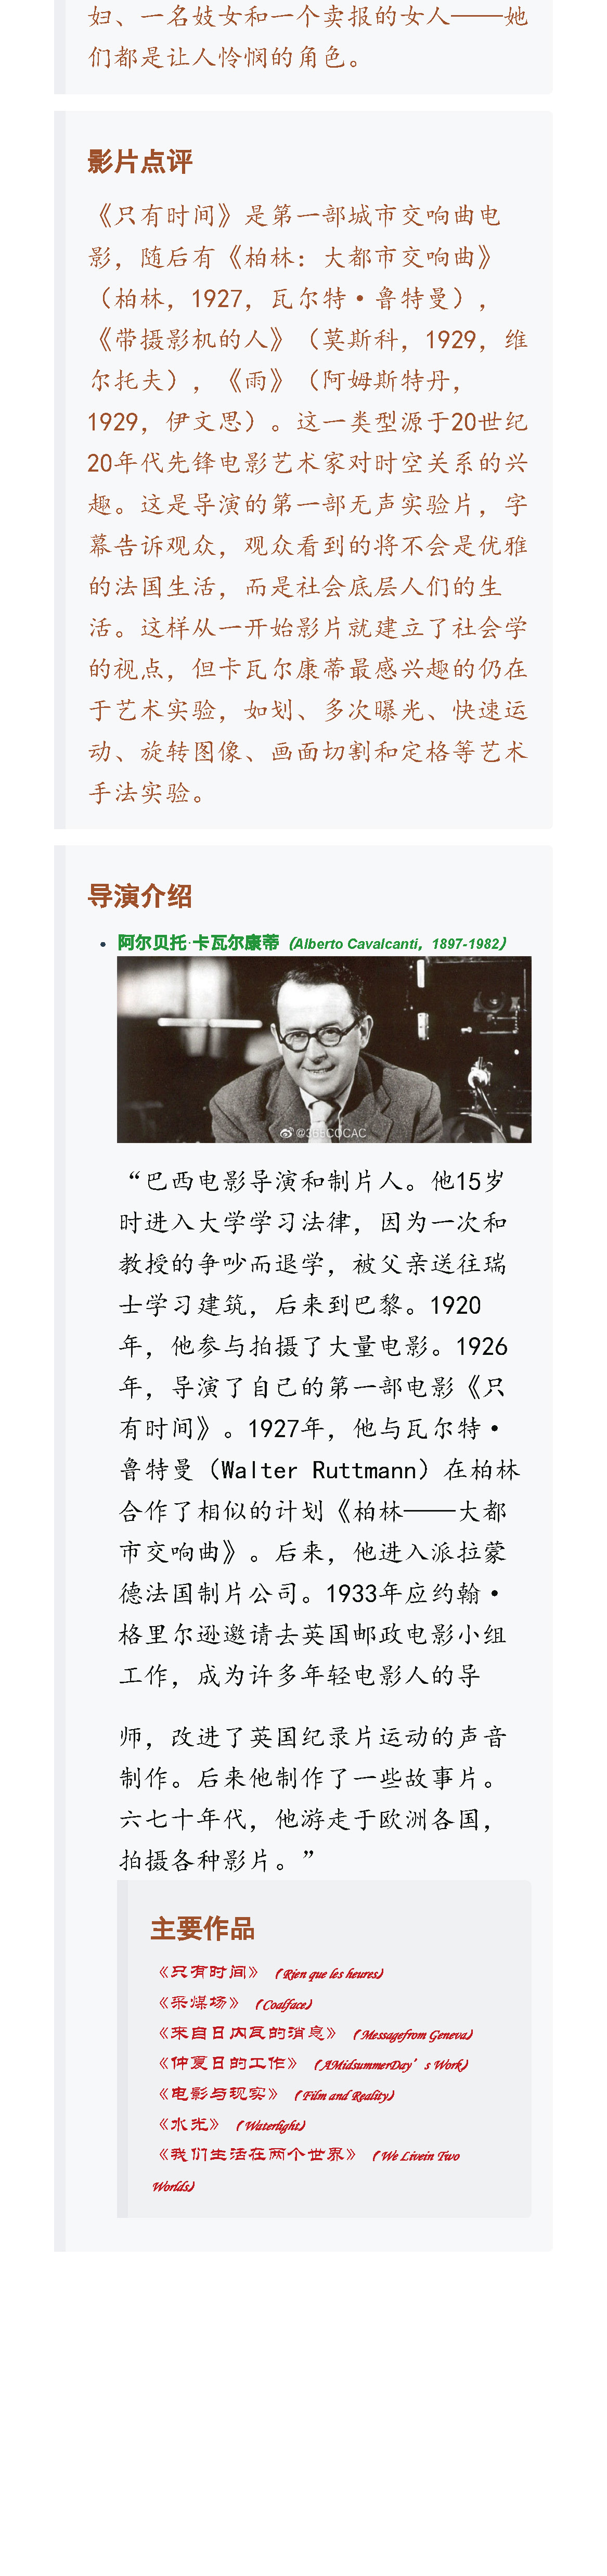 妇、一名妓女和一个卖报的女人——她
们都是让人怜悯的角色。
影片点评
《只有时间》是第一部城市交响曲电
影，随后有《柏林：大都市交响曲》
（柏林，1927，瓦尔特·鲁特曼），
《带摄影机的人》（莫斯科，1929，维
尔托夫），《雨》（阿姆斯特丹，
1929，伊文思）。这一类型源于20世纪
20年代先锋电影艺术家对时空关系的兴
趣。这是导演的第一部无声实验片，字
幕告诉观众，观众看到的将不会是优雅
的法国生活，而是社会底层人们的生
活。这样从一开始影片就建立了社会学
的视点，但卡瓦尔康蒂最感兴趣的仍在
于艺术实验，如划、多次曝光、快速运
动、旋转图像、画面切割和定格等艺术
手法实验。
导演介绍
阿尔贝托·卡瓦尔康蒂（Alberto Cavalcanti，1897-1982）
@36BCOCAC
“巴西电影导演和制片人。他15岁
时进入大学学习法律，因为一次和
教授的争吵而退学，被父亲送往瑞
士学习建筑，后来到巴黎。1920
年，他参与拍摄了大量电影。1926
年，导演了自己的第一部电影《只
有时间》。1927年，他与瓦尔特·
鲁特曼（Walter Ruttmann）在柏林
合作了相似的计划《柏林——大都
市交响曲》。后来，他进入派拉蒙
德法国制片公司。1933年应约翰·
格里尔逊邀请去英国邮政电影小组
工作，成为许多年轻电影人的导
师，改进了英国纪录片运动的声音
制作。后来他制作了一些故事片。
六七十年代，他游走于欧洲各国，
拍摄各种影片。”
主要作品
《只有时间》（Rien que les heures）
《采煤场》（Coalface）
《来自日内瓦的消息》（Messagefrom Geneva）
《仲夏日的工作》（AMidsummerDay’s Work）
《电影与现实》（Film and Reality）
《水光》（Waterlight）
《我们生活在两个世界》（We Livein Two
Worlds）